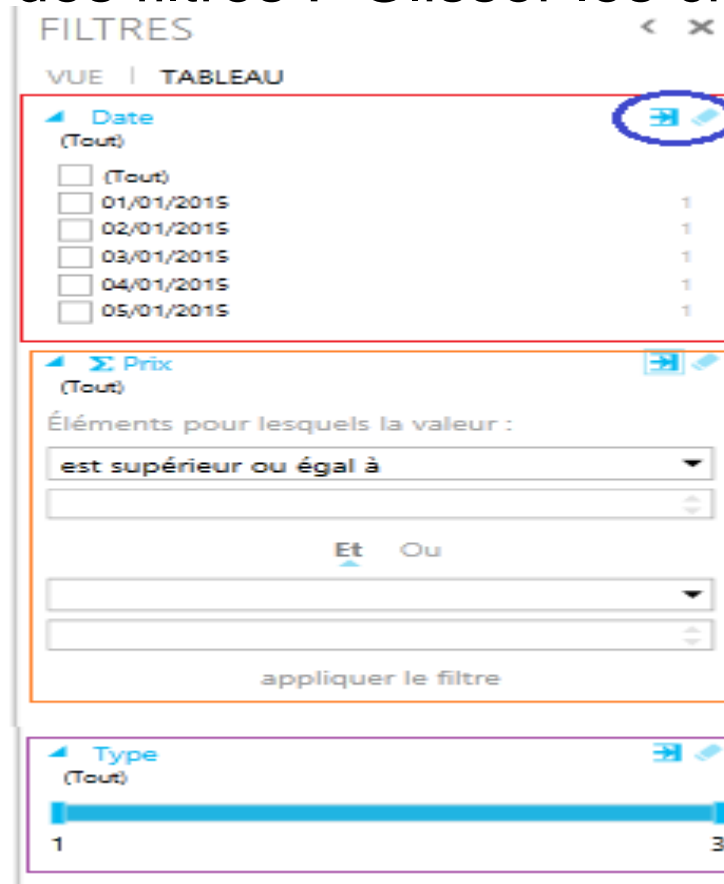 FILTRES
VUE | TABLEAU
Date
(Tout)
(Tout)
01/01/2015 1
02/01/2015 1
03/01/2015 1
04/01/2015 1
05/01/2015 1
Σ Prix
(Tout)
Éléments pour lesquels la valeur :
est supérieur ou égal à
Et Ou
appliquer le filtre
Type
(Tout)
1 3